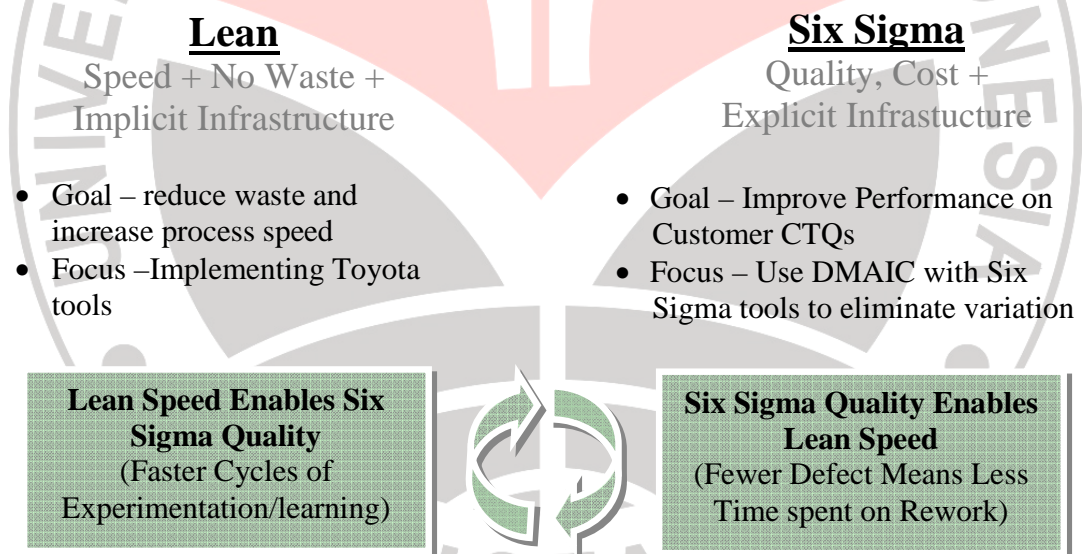 Lean
Speed + No Waste +
Implicit Infrastructure
• Goal – reduce waste and
increase process speed
• Focus –Implementing Toyota
tools
Lean Speed Enables Six
Sigma Quality
(Faster Cycles of
Experimentation/learning)
Six Sigma
Quality, Cost +
Explicit Infrastucture
• Goal – Improve Performance on
Customer CTQs
• Focus – Use DMAIC with Six
Sigma tools to eliminate variation
Six Sigma Quality Enables
Lean Speed
(Fewer Defect Means Less
Time spent on Rework)